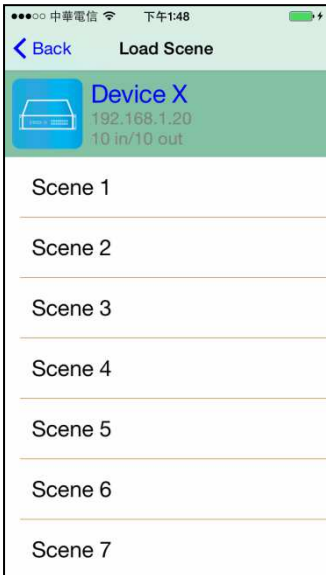 中華電信 下午1:48
Back Load Scene
Device X
192.168.1.20
10 in/10 out
Scene 1
Scene 2
Scene 3
Scene 4
Scene 5
Scene 6
Scene 7